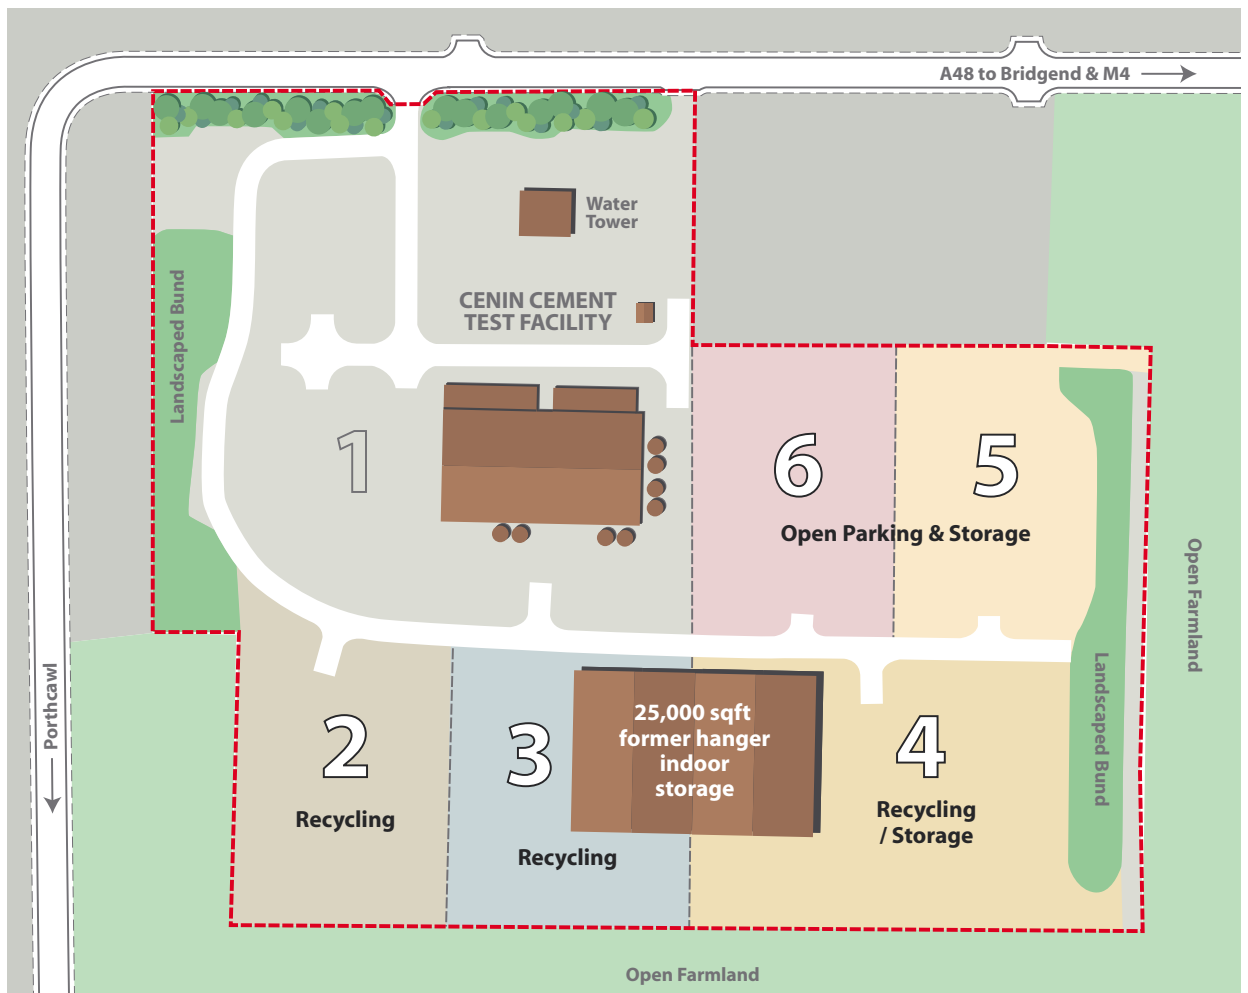 A48 to Bridgend & M4
Water
Tower
CENIN CEMENT
TEST FACILITY
Landscaped Bund
1
6
5
Open Parking & Storage
Open Farmland
Porthcawl
2
Recycling
3
Recycling
25,000 sqft
former hanger
indoor
storage
4
Recycling
/ Storage
Landscaped Bund
Open Farmland